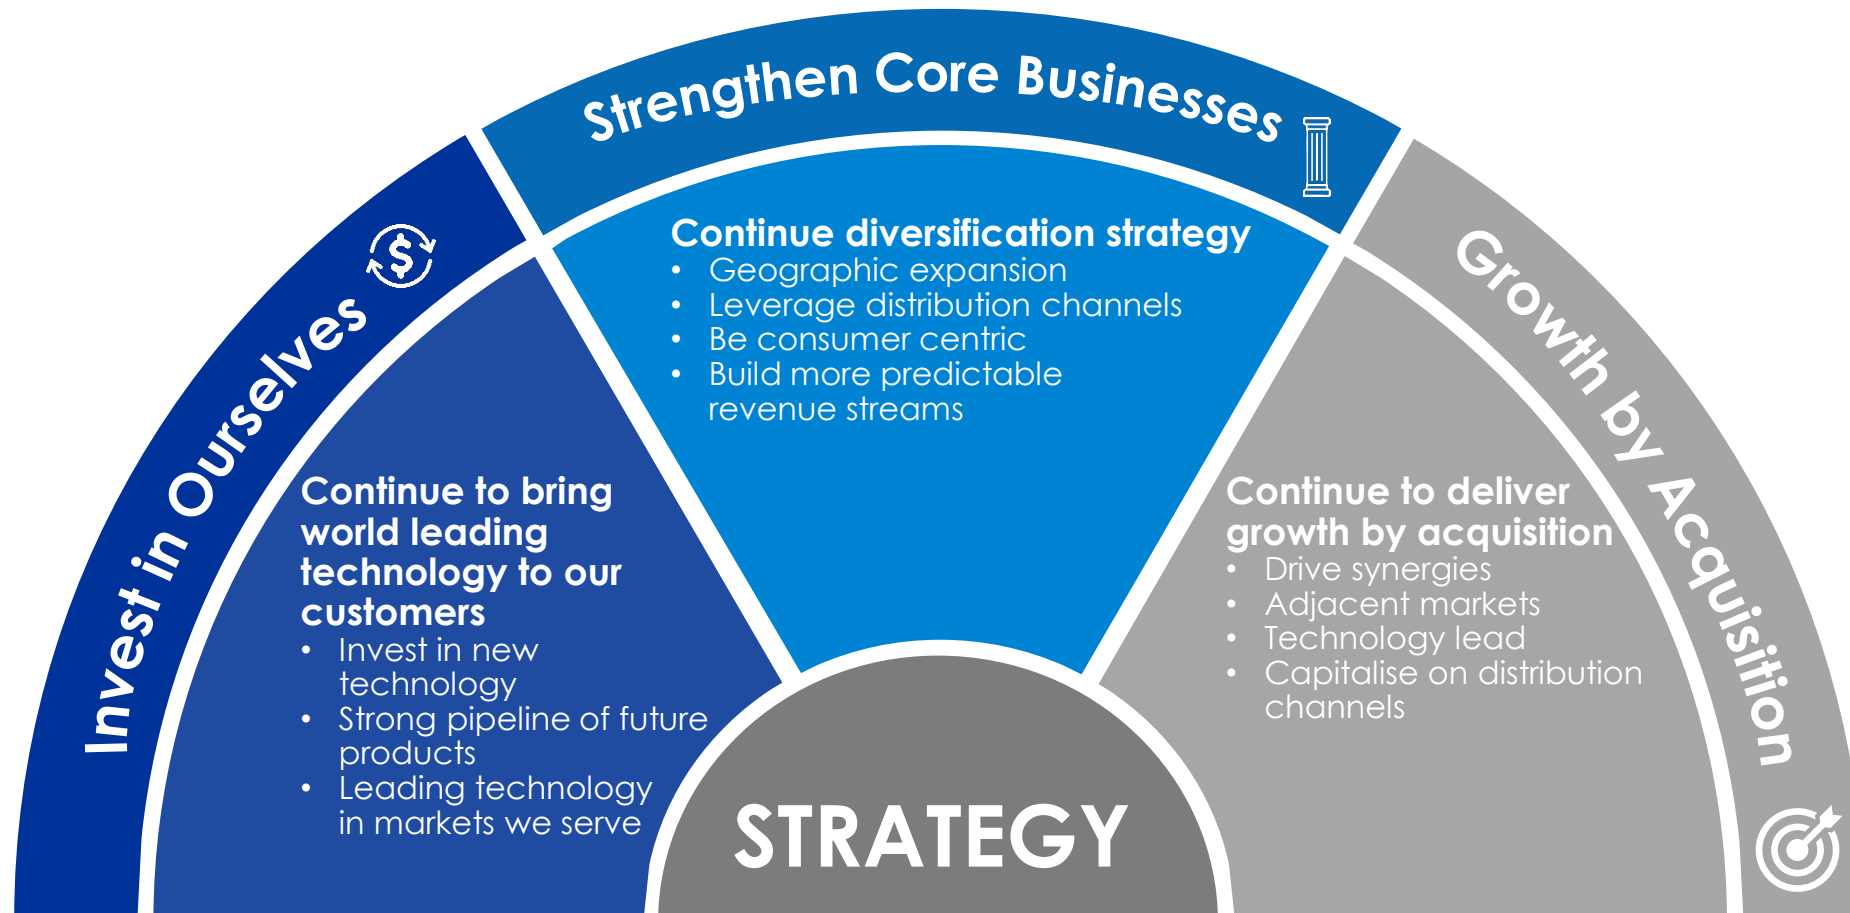 Invest in Ourselves
$
Continue to bring
world leading
technology to our
customers
• Invest in new
technology
• Strong pipeline of future
products
• Leading technology
in markets we serve
Strengthen Core Businesses
Continue diversification strategy
• Geographic expansion
• Leverage distribution channels
• Be consumer centric
• Build more predictable
revenue streams
Growth by Acquisition
Continue to deliver
growth by acquisition
• Drive synergies
• Adjacent markets
• Technology lead
• Capitalise on distribution
channels
STRATEGY